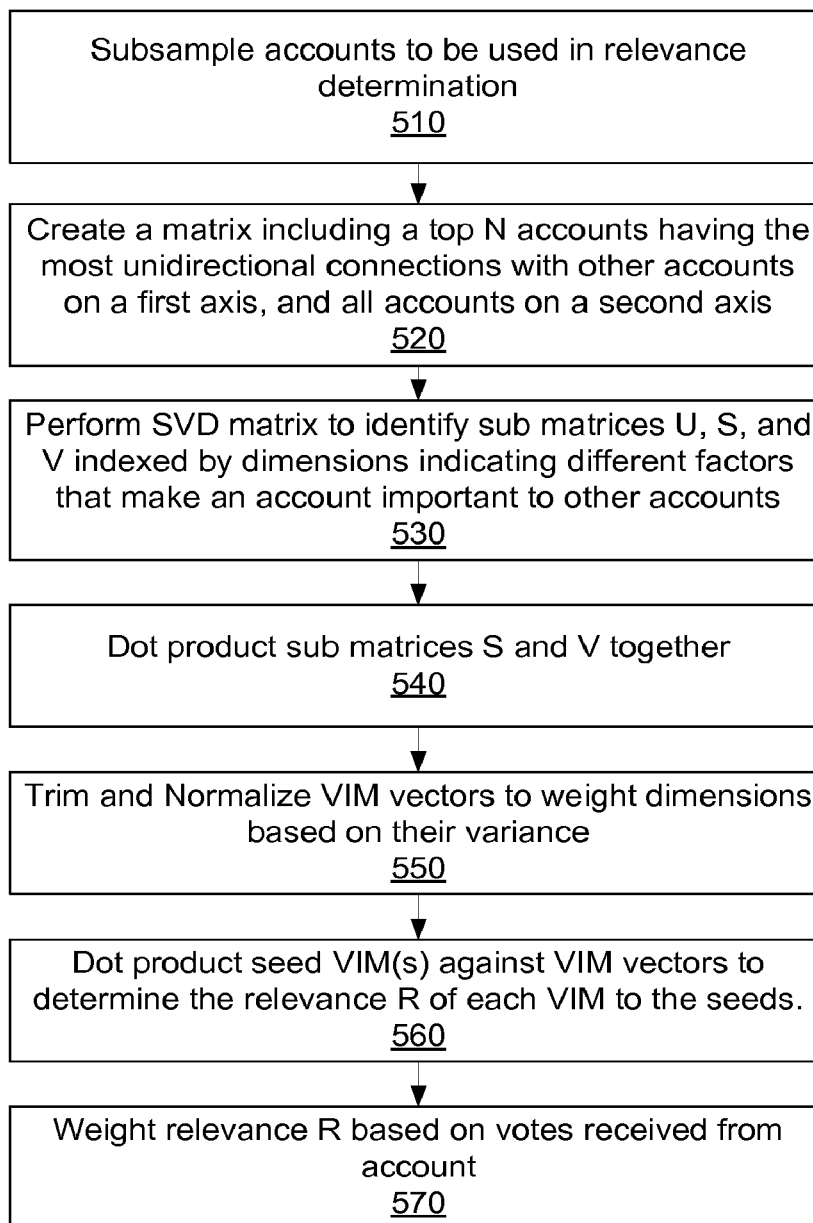 Subsample accounts to be used in relevance
determination
510
Create a matrix including a top N accounts having the
most unidirectional connections with other accounts
on a first axis, and all accounts on a second axis
520
Perform SVD matrix to identify sub matrices U, S, and
V indexed by dimensions indicating different factors
that make an account important to other accounts
530
Dot product sub matrices S and V together
540
Trim and Normalize VIM vectors to weight dimensions
based on their variance
550
Dot product seed VIM(s) against VIM vectors to
determine the relevance R of each VIM to the seeds.
560
Weight relevance R based on votes received from
account
570